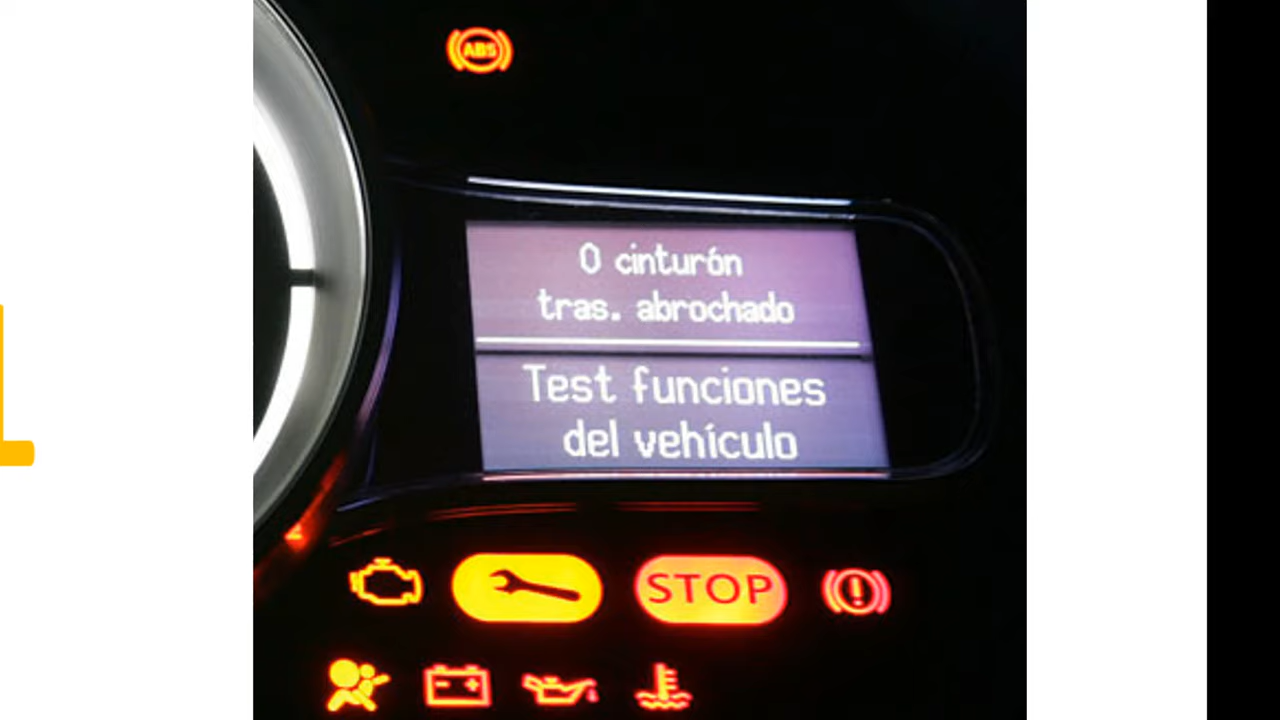 ABS
0 cinturón
tras. abrochado
Test funciones
del vehículo
STOP